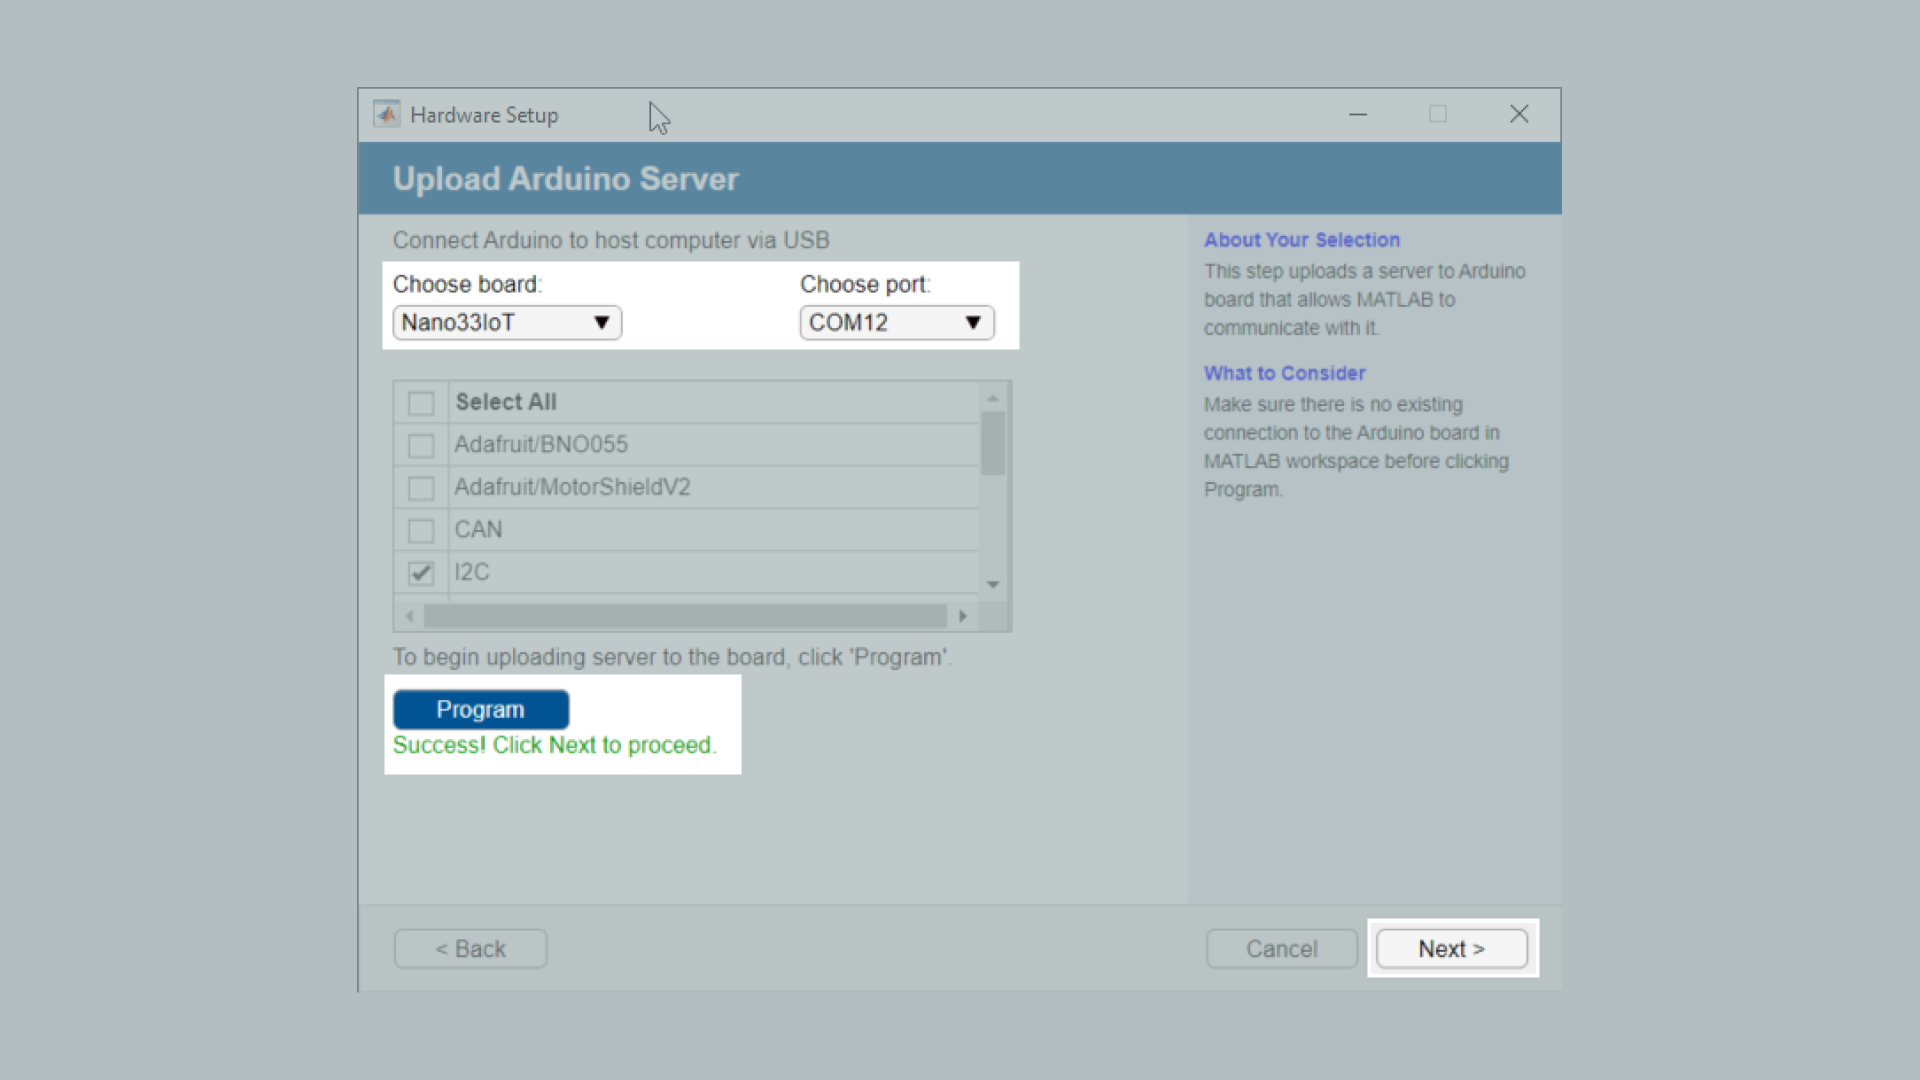 Hardware Setup
Upload Arduino Server
Connect Arduino to host computer via USB
Choose board:
Choose port:
Nano33IoT
COM12
Select All
Adafruit/BNO055
Adafruit/MotorShieldV2
CAN
I2C
To begin uploading server to the board, click 'Program'.
Program
Success! Click Next to proceed.
About Your Selection
This step uploads a server to Arduino
board that allows MATLAB to
communicate with it.
What to Consider
Make sure there is no existing
connection to the Arduino board in
MATLAB workspace before clicking
Program.
< Back
Cancel
Next >